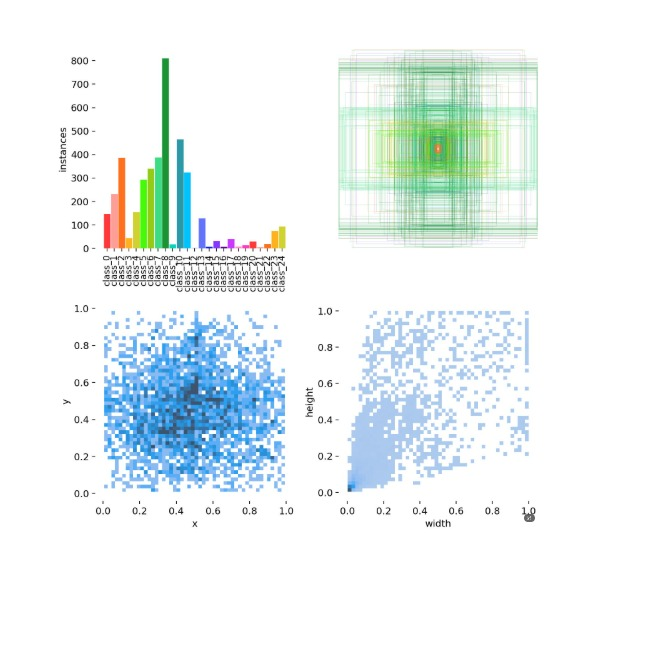 800
700
600
500
400
300
200
100
0
instances
class_0
class_1
class_2
class_3
class_4
class_5
class_6
class_7
class_8
class_9
class_10
class_11
class_12
class_13
class_14
class_15
class_16
class_17
class_18
class_19
class_20
class_21
class_22
class_23
class_24
1.0
0.8
0.6
0.4
0.2
0.0
y
0.0 0.2 0.4 0.6 0.8 1.0
x
1.0
0.8
0.6
0.4
0.2
0.0
height
0.0 0.2 0.4 0.6 0.8 1.0
width